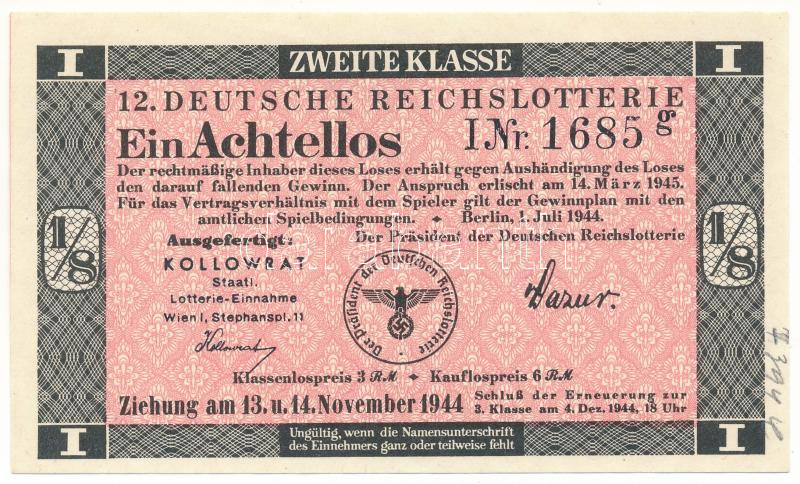 I ZWEITE KLASSE I
12. DEUTSCHE REICHSLOTTERIE
Ein Achtellos I Nr. 1685 g
Der rechtmäßige Inhaber dieses Loses erhält gegen Aushändigung des Loses
den darauf fallenden Gewinn. Der Anspruch erlischt am 14. März 1945.
Für das Vertragsverhältnis mit dem Spieler gilt der Gewinnplan mit den
amtlichen Spielbedingungen. Berlin, 1. Juli 1944.
1/8
1/8
Ausgefertigt:
KOLLOWRAT
Staatl.
Lotterie-Einnahme
Wien I, Stephanspl. 11
Kollowrat
Der Präsident der Deutschen Reichslotterie
Der Präsident der Deutschen Reichslotterie
Dazur.
Klassenlospreis 3 RM Kauflospreis 6 RM
Ziehung am 13. u. 14. November 1944
Schluß der Erneuerung zur
3. Klasse am 4. Dez. 1944, 18 Uhr
I Ungültig, wenn die Namensunterschrift I
des Einnehmers ganz oder teilweise fehlt